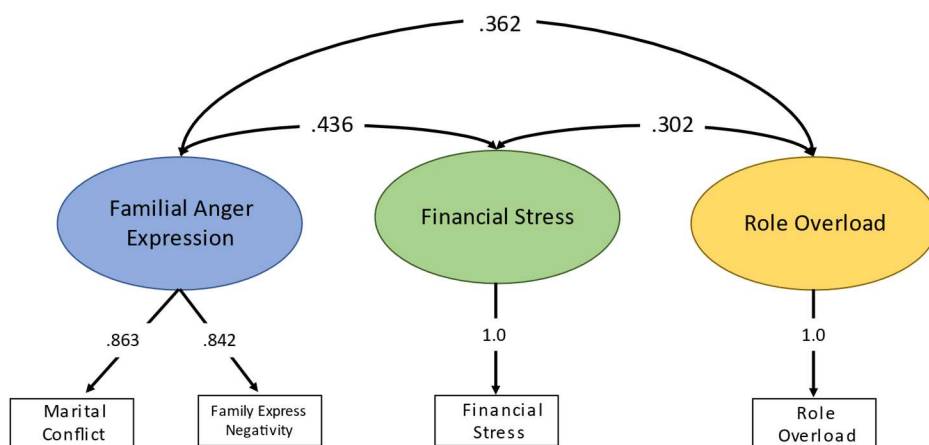 .362
.436
.302
Familial Anger
Expression
Financial Stress
Role Overload
.863
.842
1.0
1.0
Marital
Conflict
Family Express
Negativity
Financial
Stress
Role
Overload